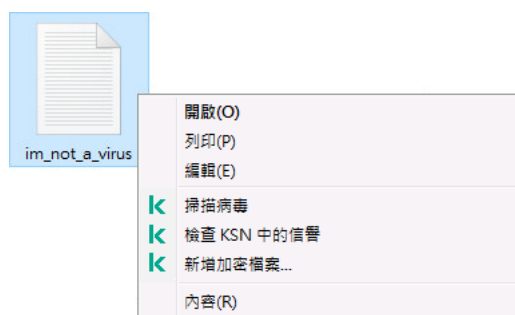 im_not_a_virus
開啟(O)
列印(P)
編輯(E)
掃描病毒
檢查 KSN 中的信譽
新增加密檔案...
內容(R)